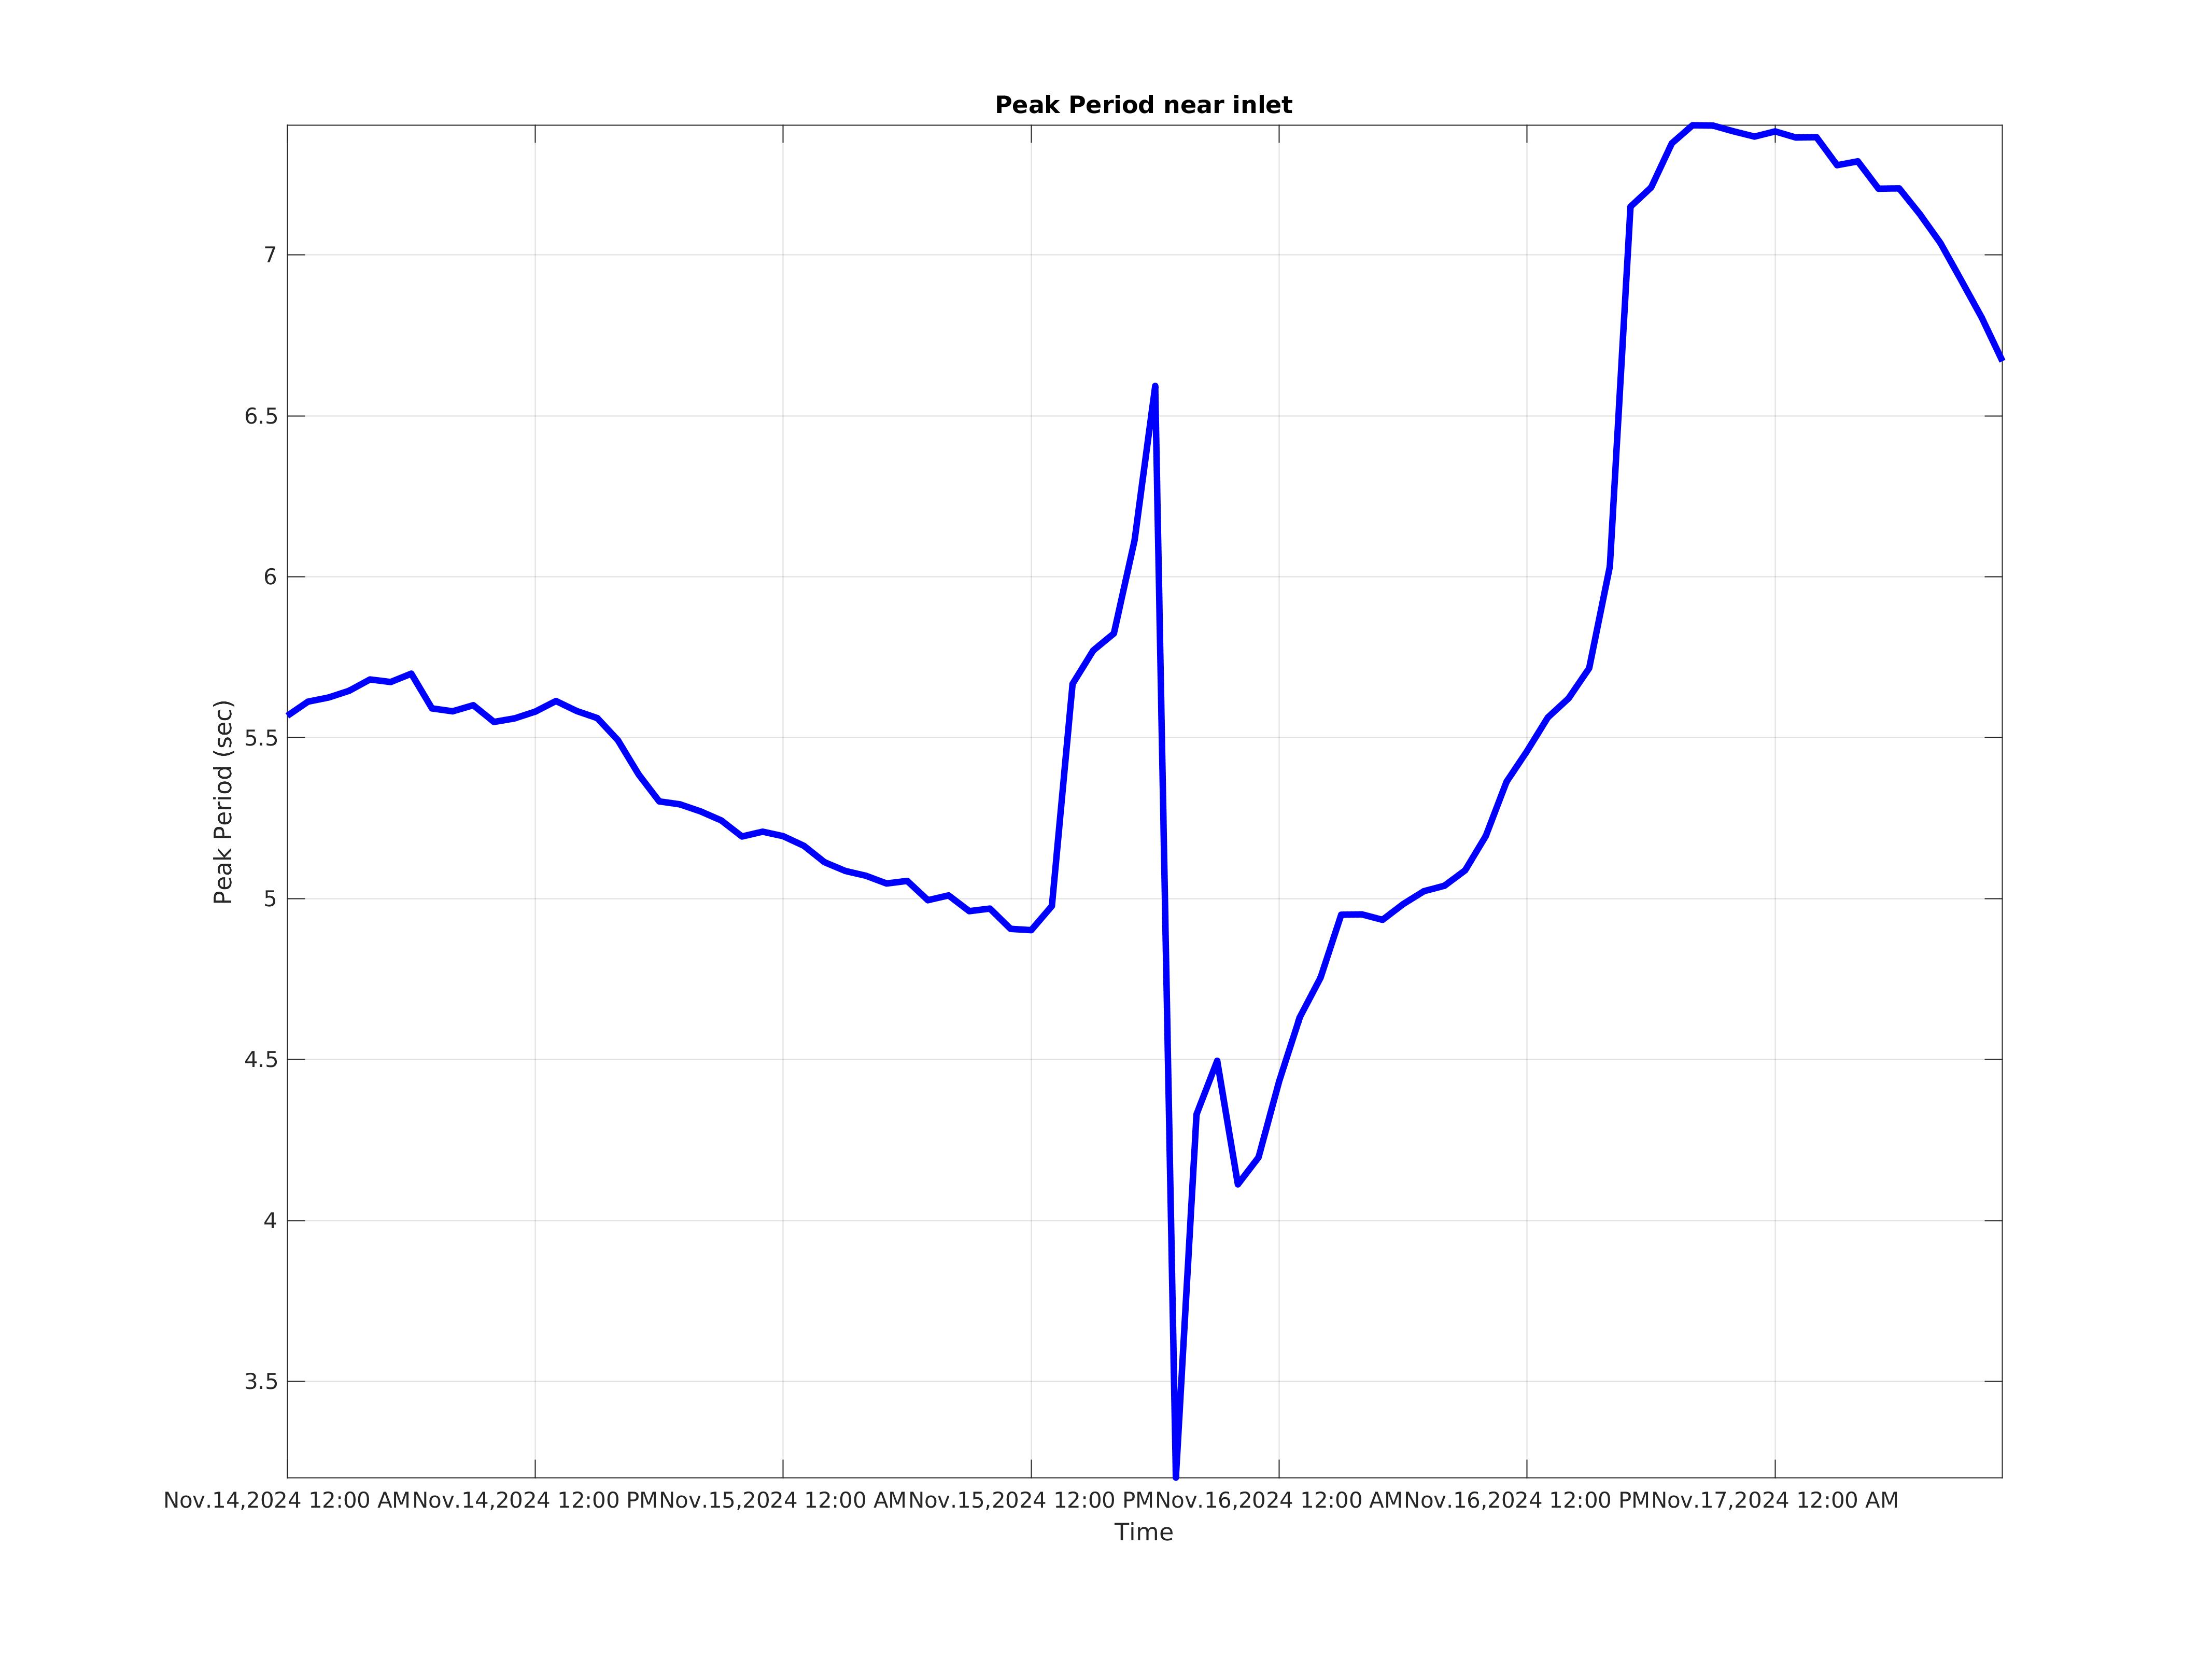 Peak Period near inlet
7
6.5
6
5.5
5
4.5
4
3.5
Peak Period (sec)
Nov.14,2024 12:00 AM Nov.14,2024 12:00 PM Nov.15,2024 12:00 AM Nov.15,2024 12:00 PM Nov.16,2024 12:00 AM Nov.16,2024 12:00 PM Nov.17,2024 12:00 AM
Time